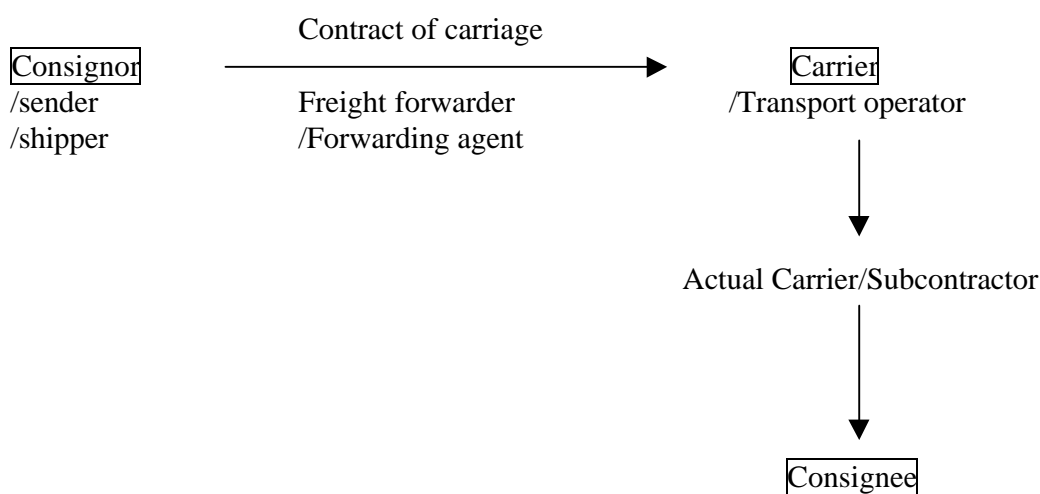 Contract of carriage
Consignor
Carrier
/sender
Freight forwarder
/Transport operator
/shipper
/Forwarding agent
Actual Carrier/Subcontractor
Consignee